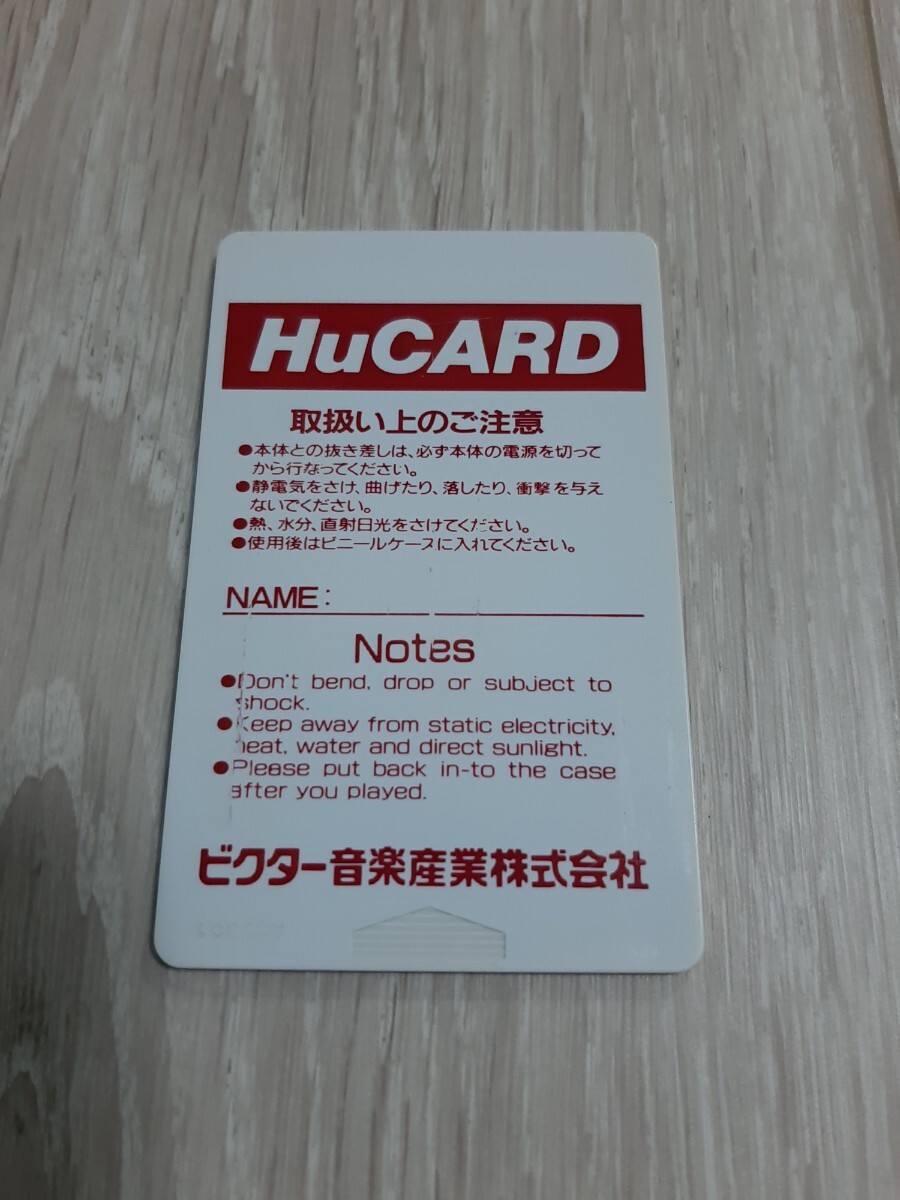 HuCARD
取扱い上のご注意
●本体との抜き差しは、必ず本体の電源を切って
から行なってください。
●静電気をさけ、曲げたり、落したり、衝撃を与え
ないでください。
●熱、水分、直射日光をさけてください。
●使用後はビニールケースに入れてください。
NAME:
Notes
●Don't bend, drop or subject to
shock.
●Keep away from static electricity,
heat, water and direct sunlight.
●Please put back in-to the case
after you played.
ビクター音楽産業株式会社